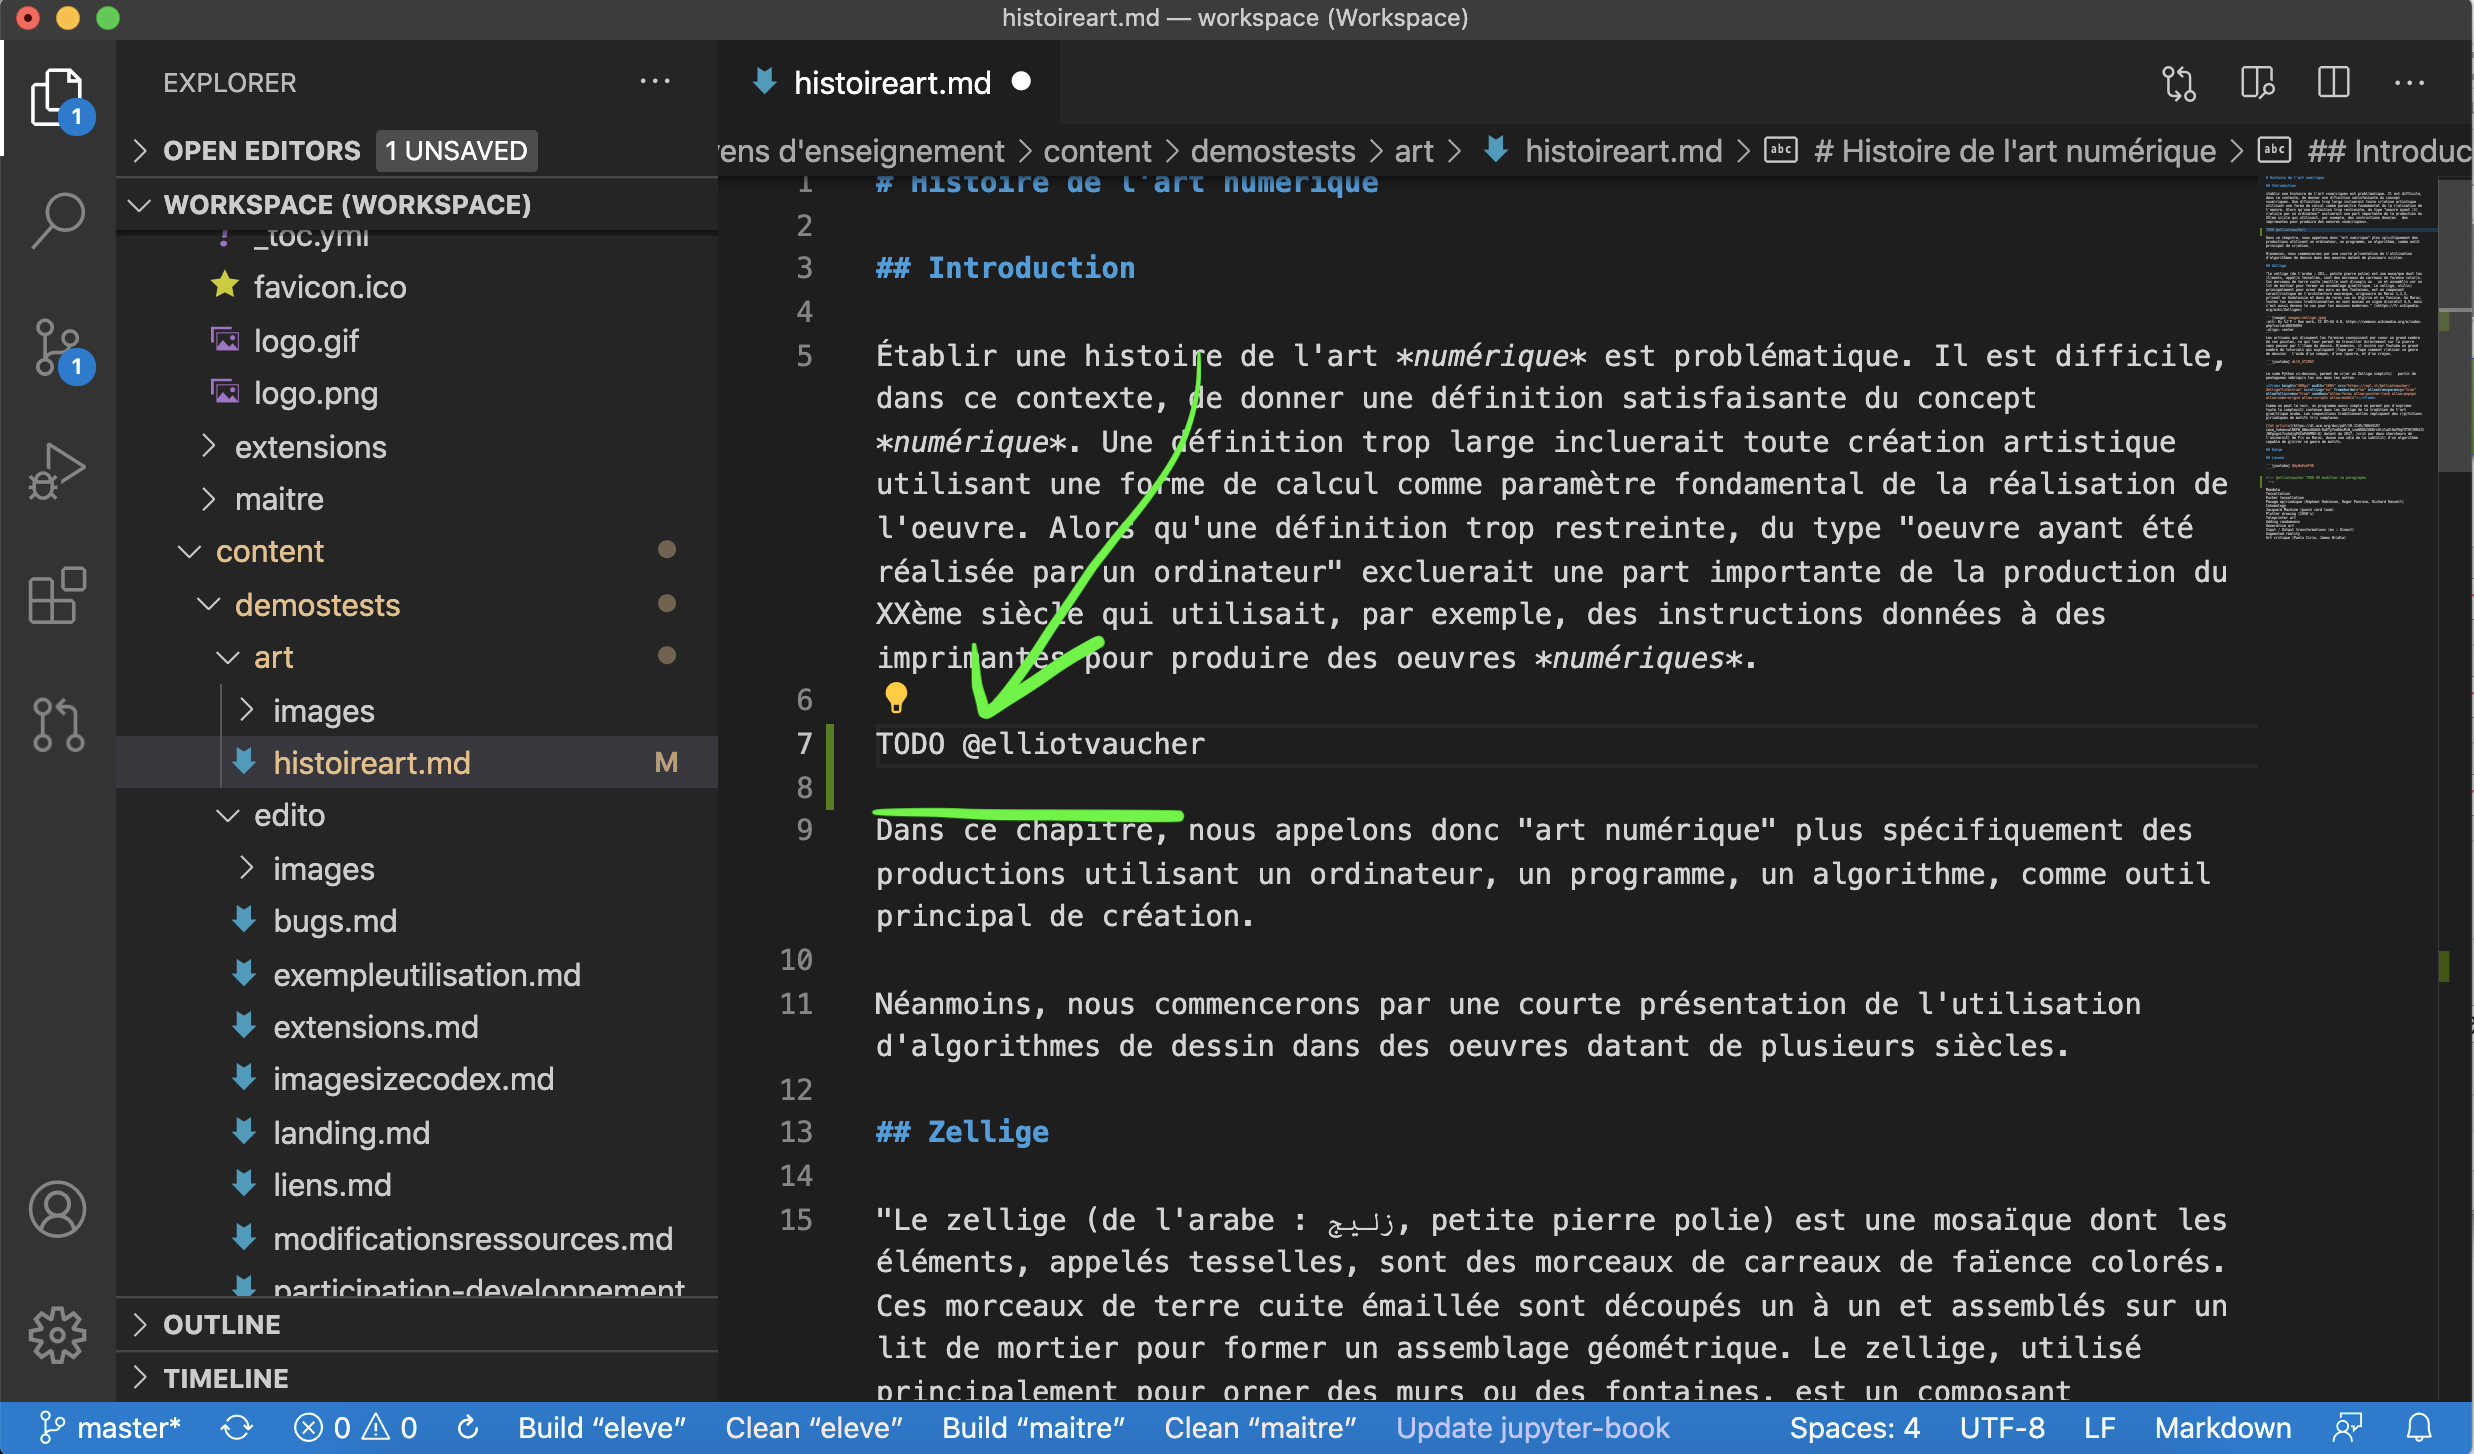 histoireart.md — workspace (Workspace)
EXPLORER
1
OPEN EDITORS 1 UNSAVED
WORKSPACE (WORKSPACE)
_toc.yml
favicon.ico
logo.gif
1
logo.png
extensions
maitre
content
demostests
art
images
histoireart.md M
edito
images
bugs.md
exempleutilisation.md
extensions.md
imagesizecodex.md
landing.md
liens.md
modificationsressources.md
participation-developpement
OUTLINE
TIMELINE
histoireart.md
yens d'enseignement > content > demostests > art > histoireart.md > # Histoire de l'art numérique > ## Introduc
1 # Histoire de l'art numérique
2
3 ## Introduction
4
5 Établir une histoire de l'art *numérique* est problématique. Il est difficile,
dans ce contexte, de donner une définition satisfaisante du concept
*numérique*. Une définition trop large incluerait toute création artistique
utilisant une forme de calcul comme paramètre fondamental de la réalisation de
l'oeuvre. Alors qu'une définition trop restreinte, du type "oeuvre ayant été
réalisée par un ordinateur" excluerait une part importante de la production du
XXème siècle qui utilisait, par exemple, des instructions données à des
imprimantes pour produire des oeuvres *numériques*.
6
7 TODO @elliotvaucher
8
9 Dans ce chapitre, nous appelons donc "art numérique" plus spécifiquement des
productions utilisant un ordinateur, un programme, un algorithme, comme outil
principal de création.
10
11 Néanmoins, nous commencerons par une courte présentation de l'utilisation
d'algorithmes de dessin dans des oeuvres datant de plusieurs siècles.
12
13 ## Zellige
14
15 "Le zellige (de l'arabe : زليج, petite pierre polie) est une mosaïque dont les
éléments, appelés tesselles, sont des morceaux de carreaux de faïence colorés.
Ces morceaux de terre cuite émaillée sont découpés un à un et assemblés sur un
lit de mortier pour former un assemblage géométrique. Le zellige, utilisé
principalement pour orner des murs ou des fontaines, est un composant
master* 0 0 Build “eleve” Clean “eleve” Build “maitre” Clean “maitre” Update jupyter-book Spaces: 4 UTF-8 LF Markdown